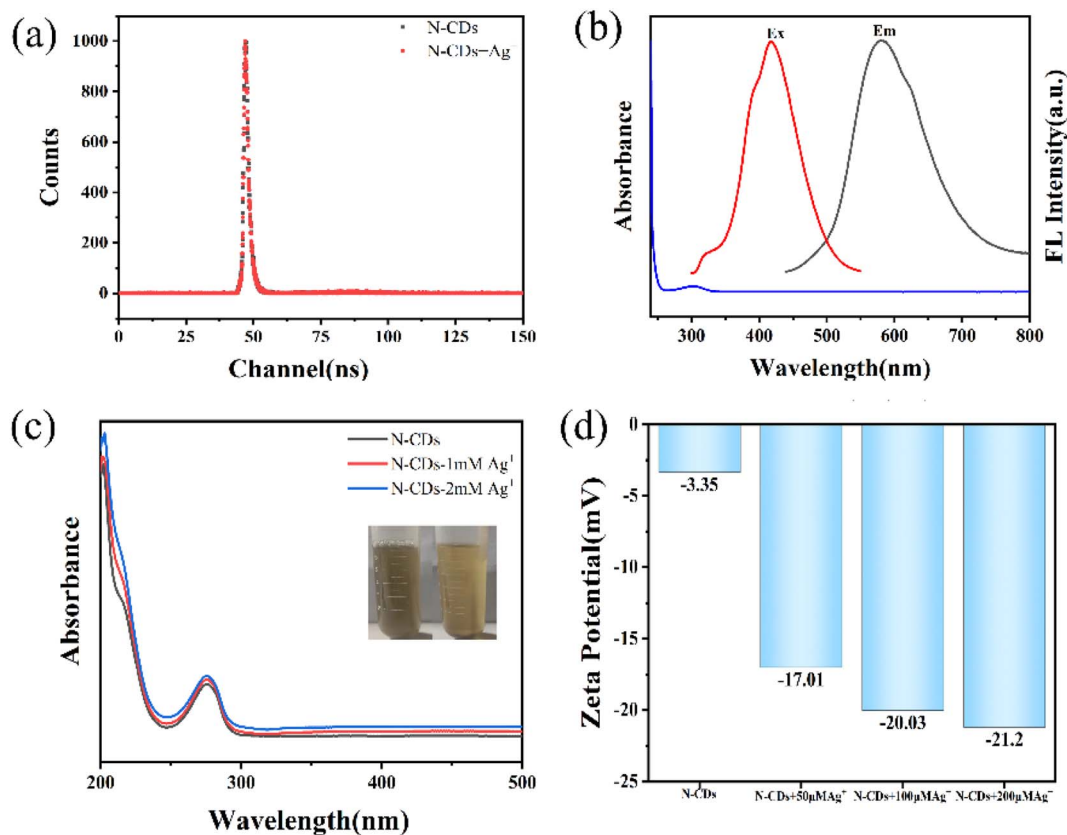 (a)
N-CDs
N-CDs-Ag
1000
800
600
400
200
0
Counts
0 25 50 75 100 125 150
Channel(ns)
(b)
Ex Em
Absorbance
FL Intensity(a.u.)
300 400 500 600 700 800
Wavelength(nm)
(c)
N-CDs
N-CDs-1mM Ag⁺
N-CDs-2mM Ag⁺
Absorbance
200 300 400 500
Wavelength(nm)
(d)
0
-5
-10
-15
-20
-25
Zeta Potential(mV)
-3.35
-17.01
-20.03
-21.2
N-CDs N-CDs+50μMAg⁺ N-CDs+100μMAg⁻ N-CDs+200μMAg⁻